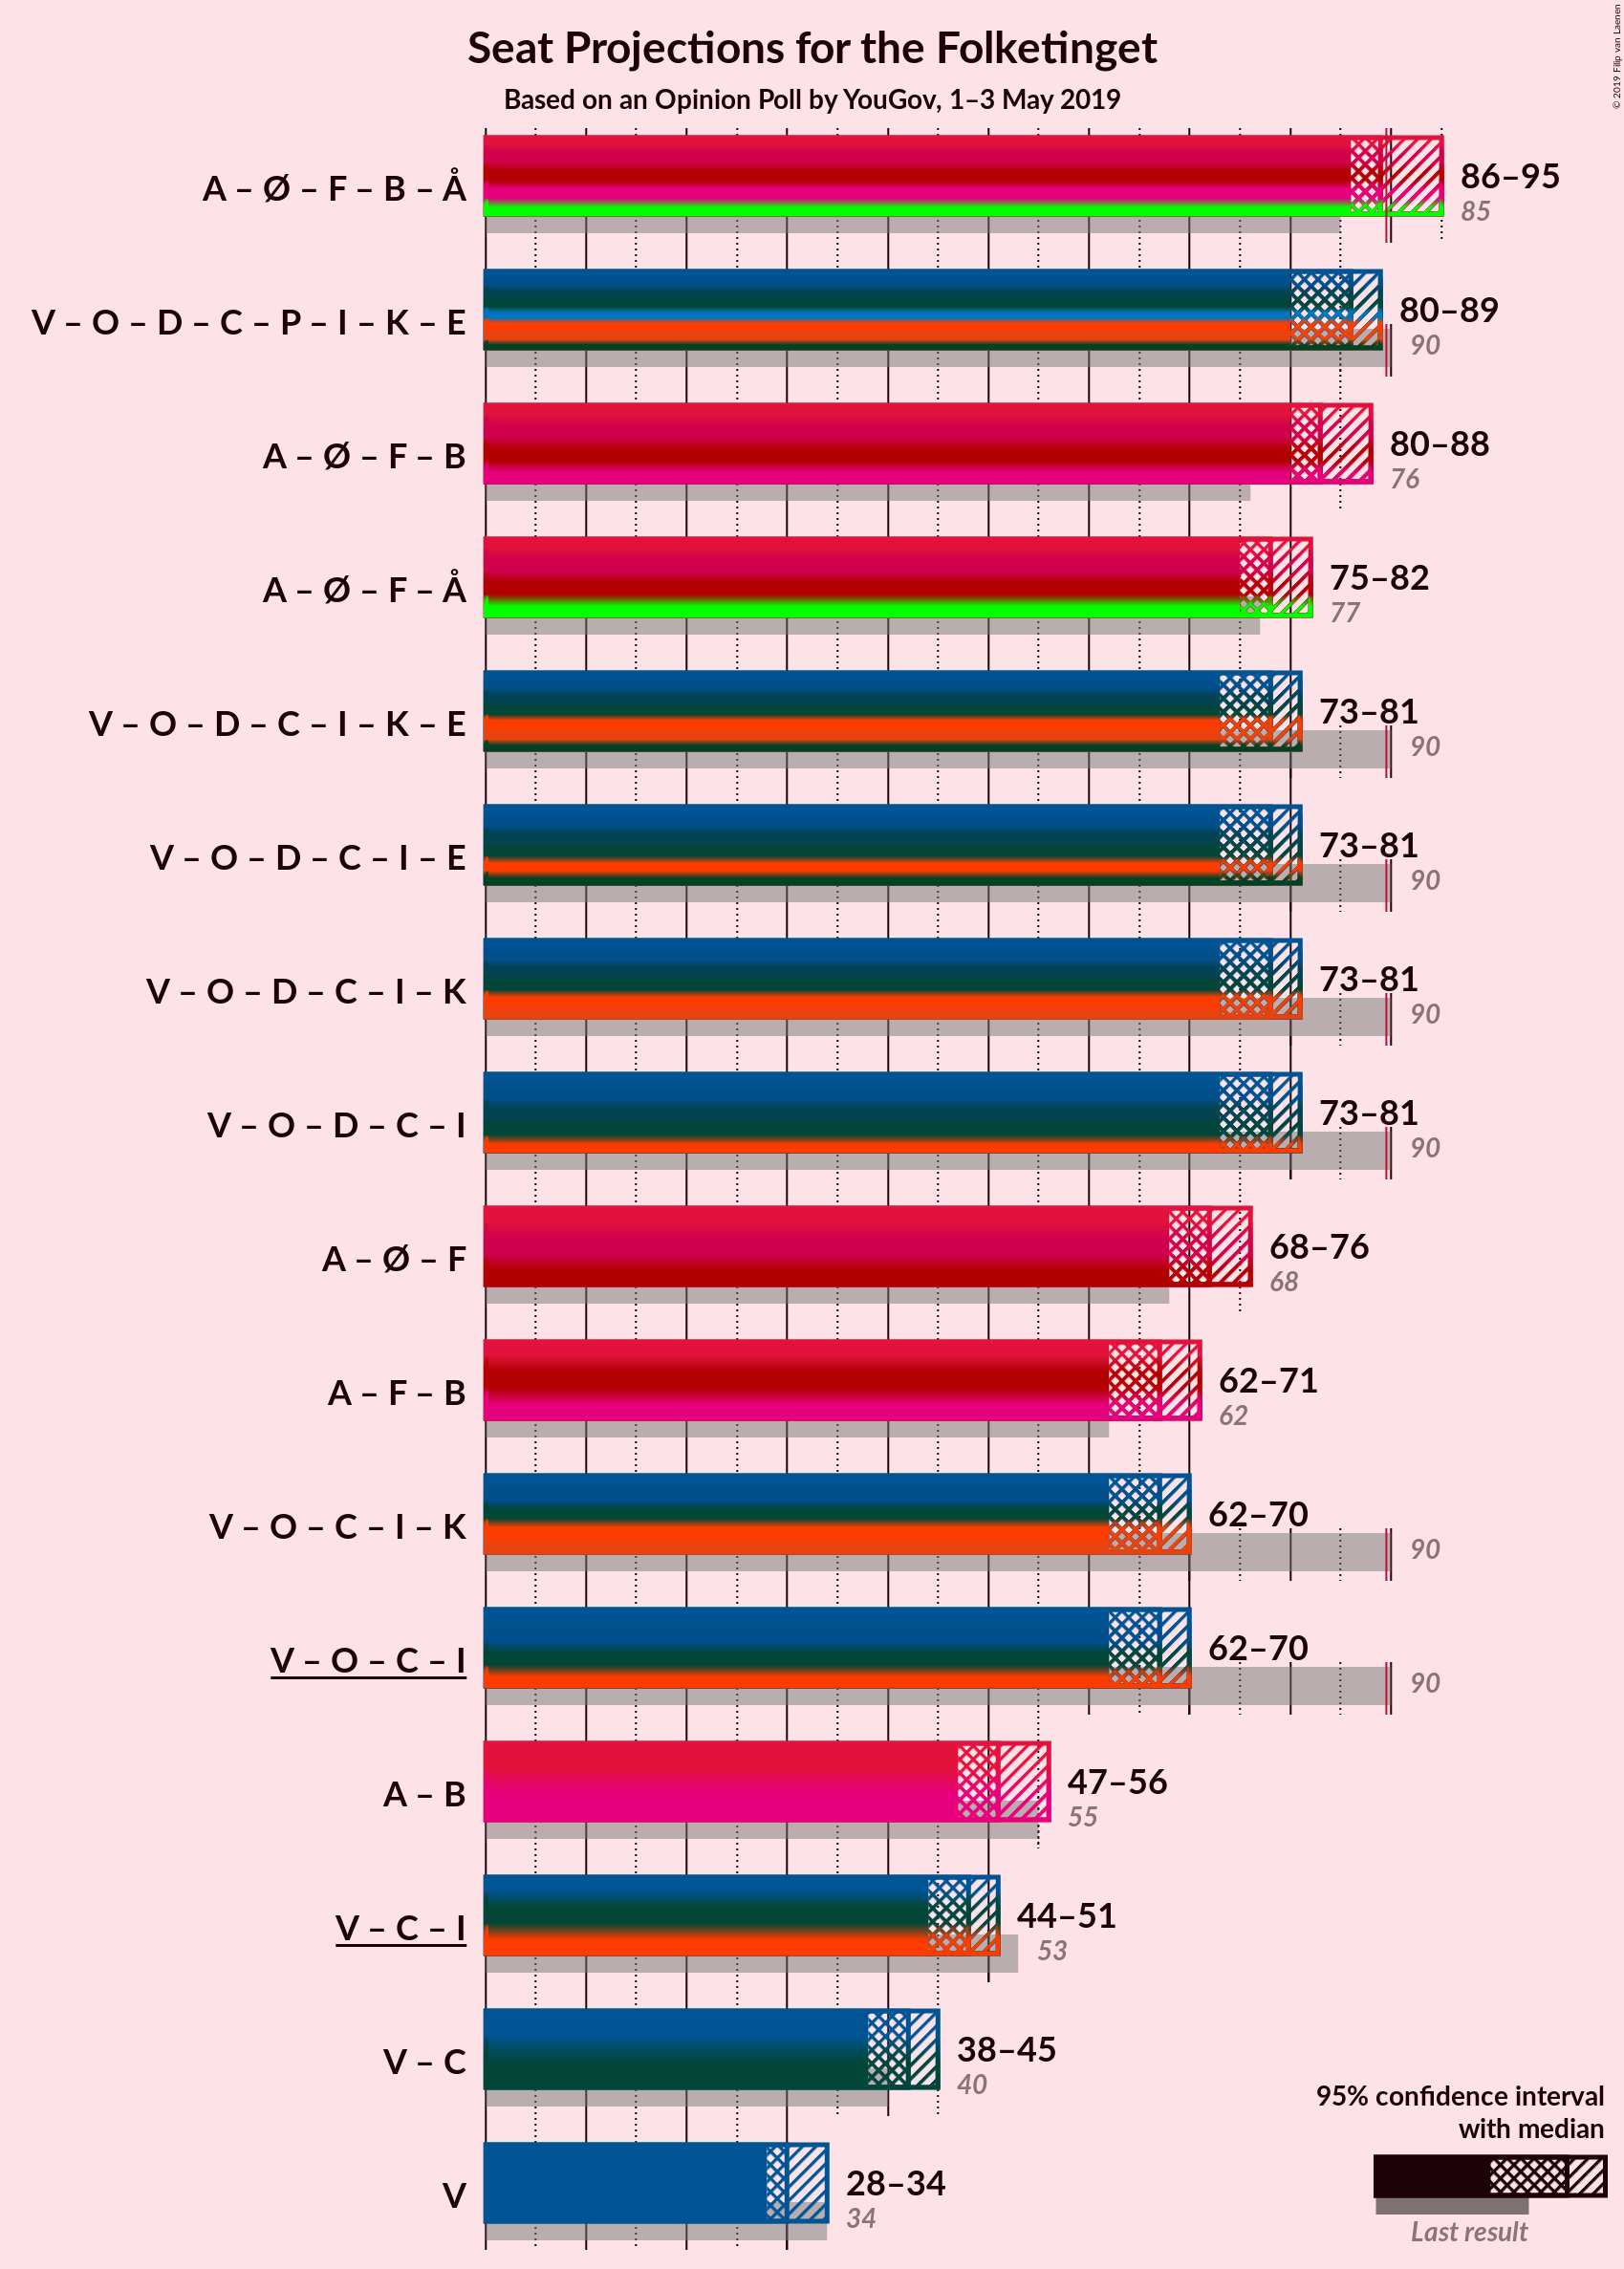 Seat Projections for the Folketinget
Based on an Opinion Poll by YouGov, 1–3 May 2019
© 2019 Filip van Laenen
A – Ø – F – B – Å
86–95
85
V – O – D – C – P – I – K – E
80–89
90
A – Ø – F – B
80–88
76
A – Ø – F – Å
75–82
77
V – O – D – C – I – K – E
73–81
90
V – O – D – C – I – E
73–81
90
V – O – D – C – I – K
73–81
90
V – O – D – C – I
73–81
90
A – Ø – F
68–76
68
A – F – B
62–71
62
V – O – C – I – K
62–70
90
V – O – C – I
62–70
90
A – B
47–56
55
V – C – I
44–51
53
V – C
38–45
40
V
28–34
34
95% confidence interval
with median
Last result